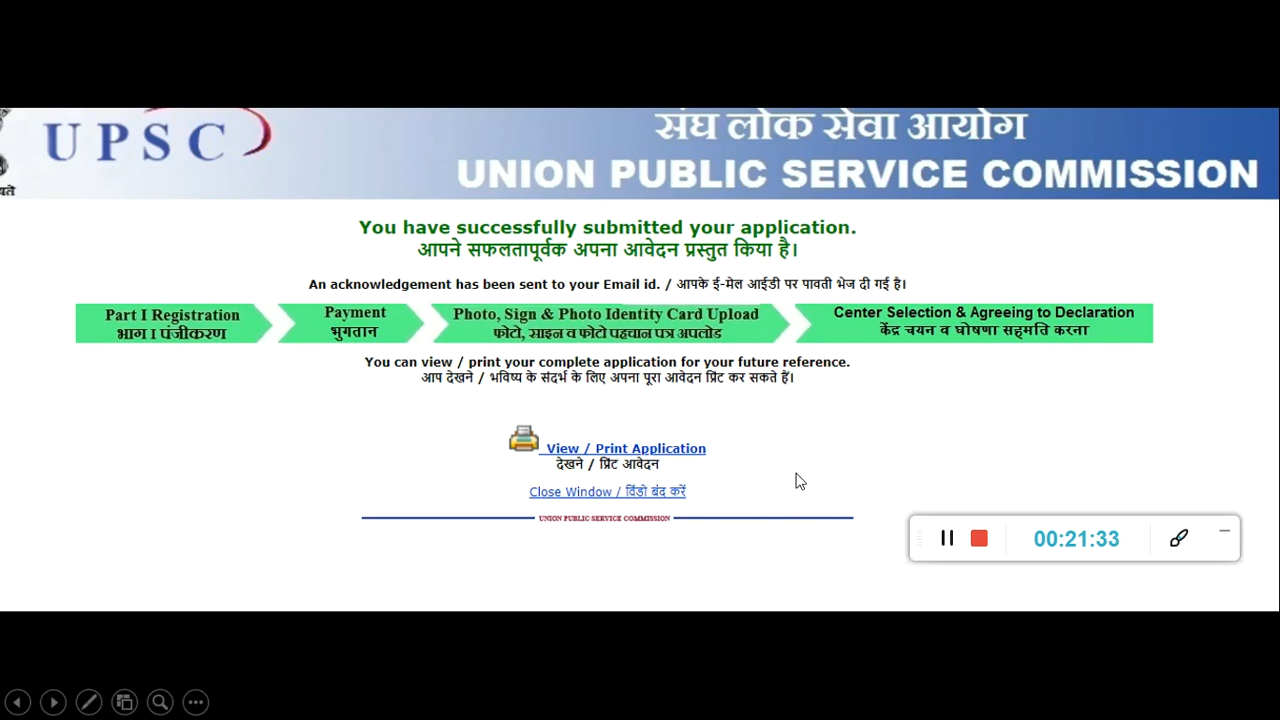 यते
UPSC
संघ लोक सेवा आयोग
UNION PUBLIC SERVICE COMMISSION
You have successfully submitted your application.
आपने सफलतापूर्वक अपना आवेदन प्रस्तुत किया है।
An acknowledgement has been sent to your Email id. / आपके ई-मेल आईडी पर पावती भेज दी गई है।
Part I Registration
भाग I पंजीकरण
Payment
भुगतान
Photo, Sign & Photo Identity Card Upload
फोटो, साइन व फोटो पहचान पत्र अपलोड
Center Selection & Agreeing to Declaration
केंद्र चयन व घोषणा सहमति करना
You can view / print your complete application for your future reference.
आप देखने / भविष्य के संदर्भ के लिए अपना पूरा आवेदन प्रिंट कर सकते हैं।
View / Print Application
देखने / प्रिंट आवेदन
Close Window / विंडो बंद करें
UNION PUBLIC SERVICE COMMISSION
00:21:33